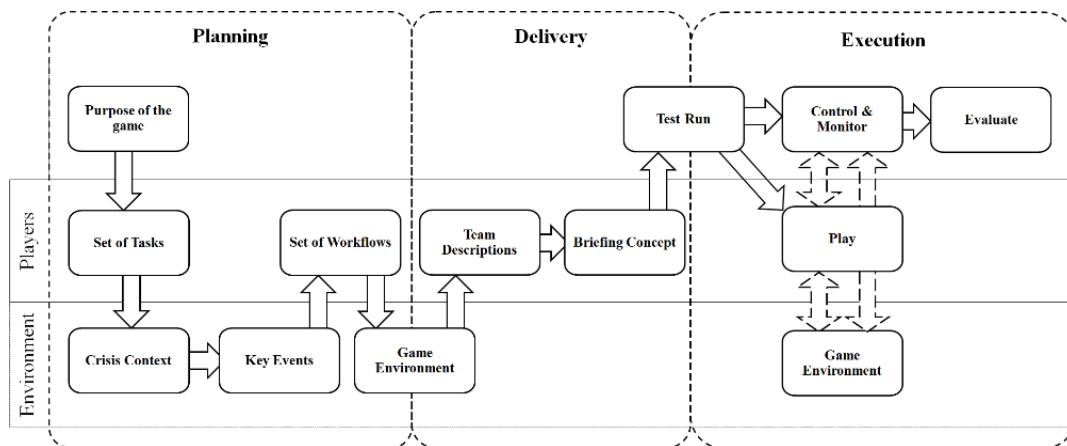 Planning
Delivery
Execution
Purpose of the
game
Test Run
Control &
Monitor
Evaluate
Players
Set of Tasks
Set of Workflows
Team
Descriptions
Briefing Concept
Play
Environment
Crisis Context
Key Events
Game
Environment
Game
Environment